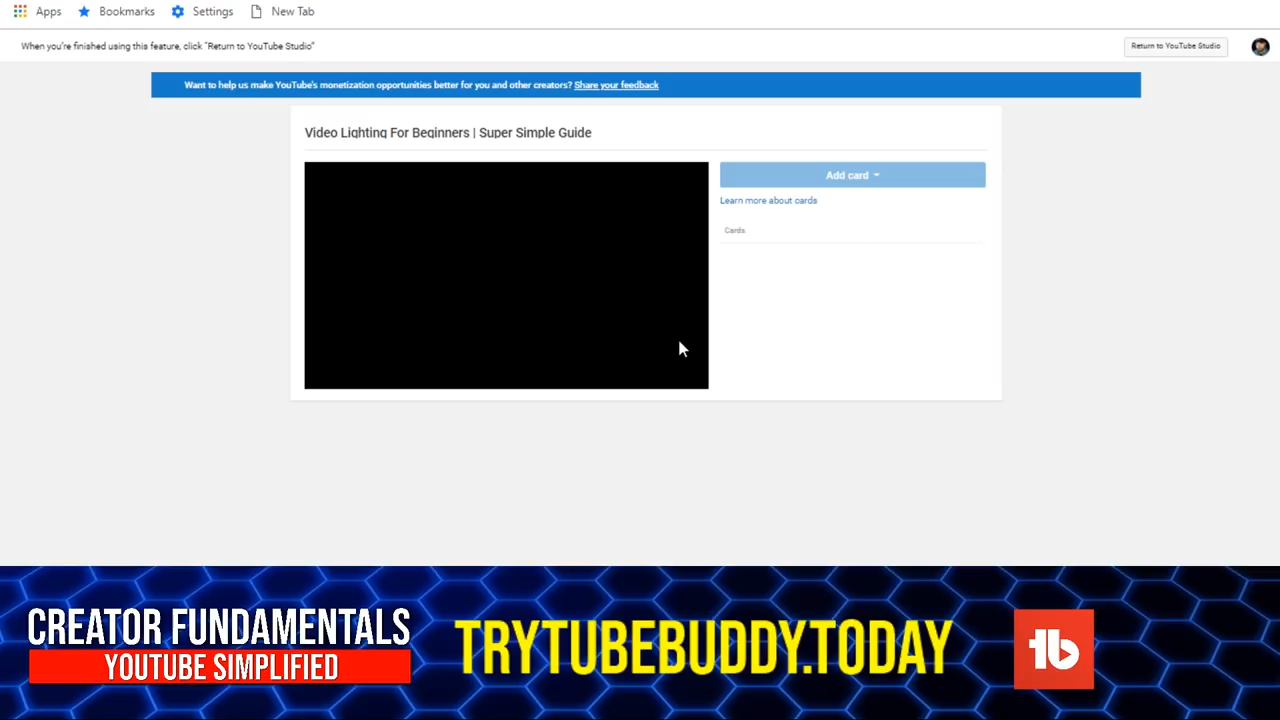 Apps Bookmarks Settings New Tab
When you're finished using this feature, click "Return to YouTube Studio"
Return to YouTube Studio
Want to help us make YouTube's monetization opportunities better for you and other creators? Share your feedback
Video Lighting For Beginners | Super Simple Guide
Add card
Learn more about cards
Cards
CREATOR FUNDAMENTALS
YOUTUBE SIMPLIFIED
TRYTUBEBUDDY.TODAY
tb